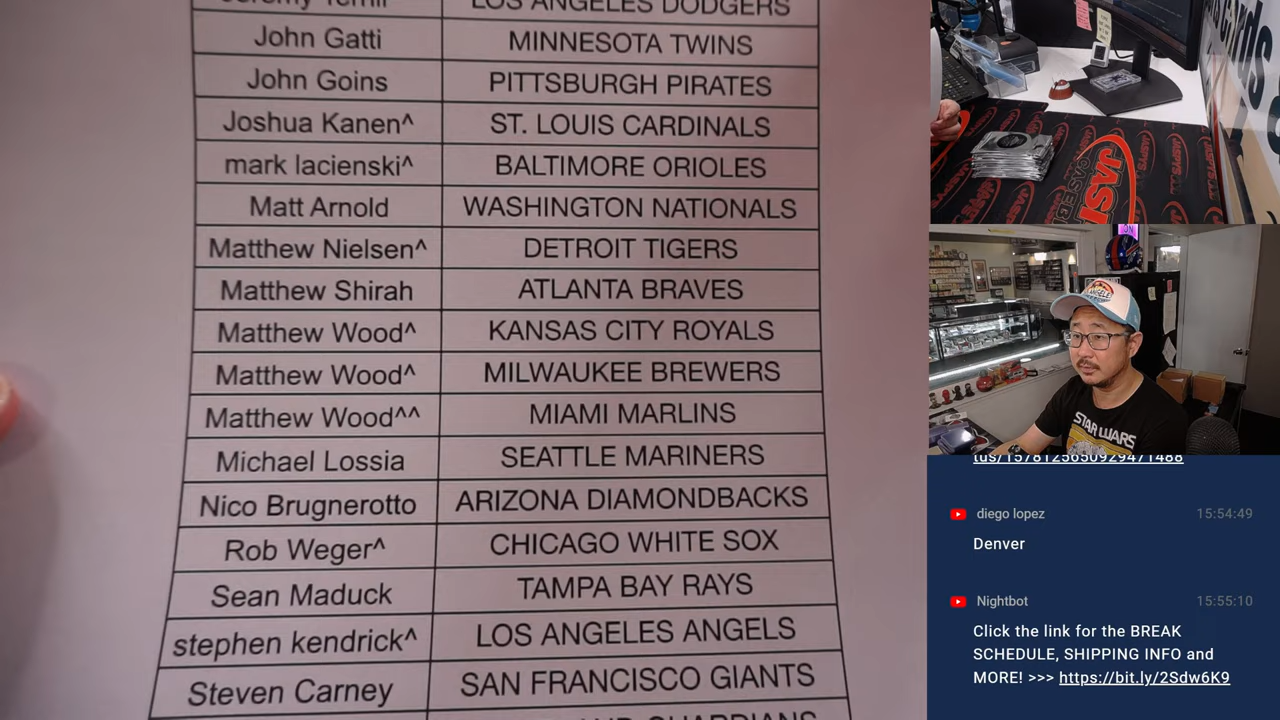 LOS ANGELES DODGERS
John Gatti MINNESOTA TWINS
John Goins PITTSBURGH PIRATES
Joshua Kanen^ ST. LOUIS CARDINALS
mark lacienski^ BALTIMORE ORIOLES
Matt Arnold WASHINGTON NATIONALS
Matthew Nielsen^ DETROIT TIGERS
Matthew Shirah ATLANTA BRAVES
Matthew Wood^ KANSAS CITY ROYALS
Matthew Wood^ MILWAUKEE BREWERS
Matthew Wood^^ MIAMI MARLINS
Michael Lossia SEATTLE MARINERS
Nico Brugnerotto ARIZONA DIAMONDBACKS
Rob Weger^ CHICAGO WHITE SOX
Sean Maduck TAMPA BAY RAYS
stephen kendrick^ LOS ANGELES ANGELS
Steven Carney SAN FRANCISCO GIANTS
STAR WARS
tus/1578125650929471488
diego lopez 15:54:49
Denver
Nightbot 15:55:10
Click the link for the BREAK
SCHEDULE, SHIPPING INFO and
MORE! >>> https://bit.ly/2Sdw6K9